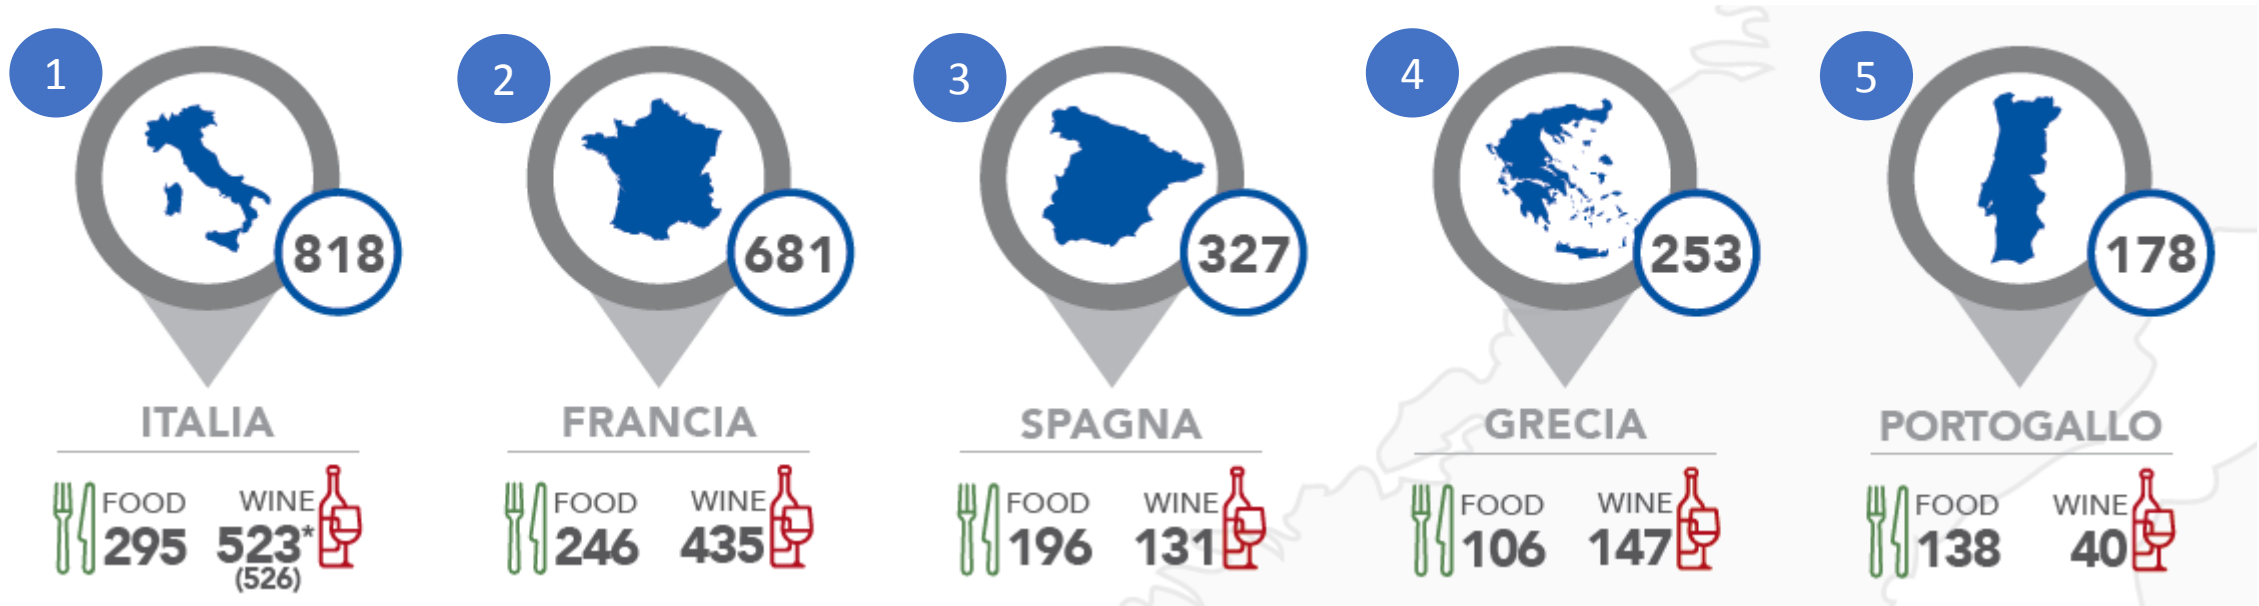 1
2
3
4
5
818
681
327
253
178
ITALIA
FRANCIA
SPAGNA
GRECIA
PORTOGALLO
FOOD WINE
295 523*
(526)
FOOD WINE
246 435
FOOD WINE
196 131
FOOD WINE
106 147
FOOD WINE
138 40